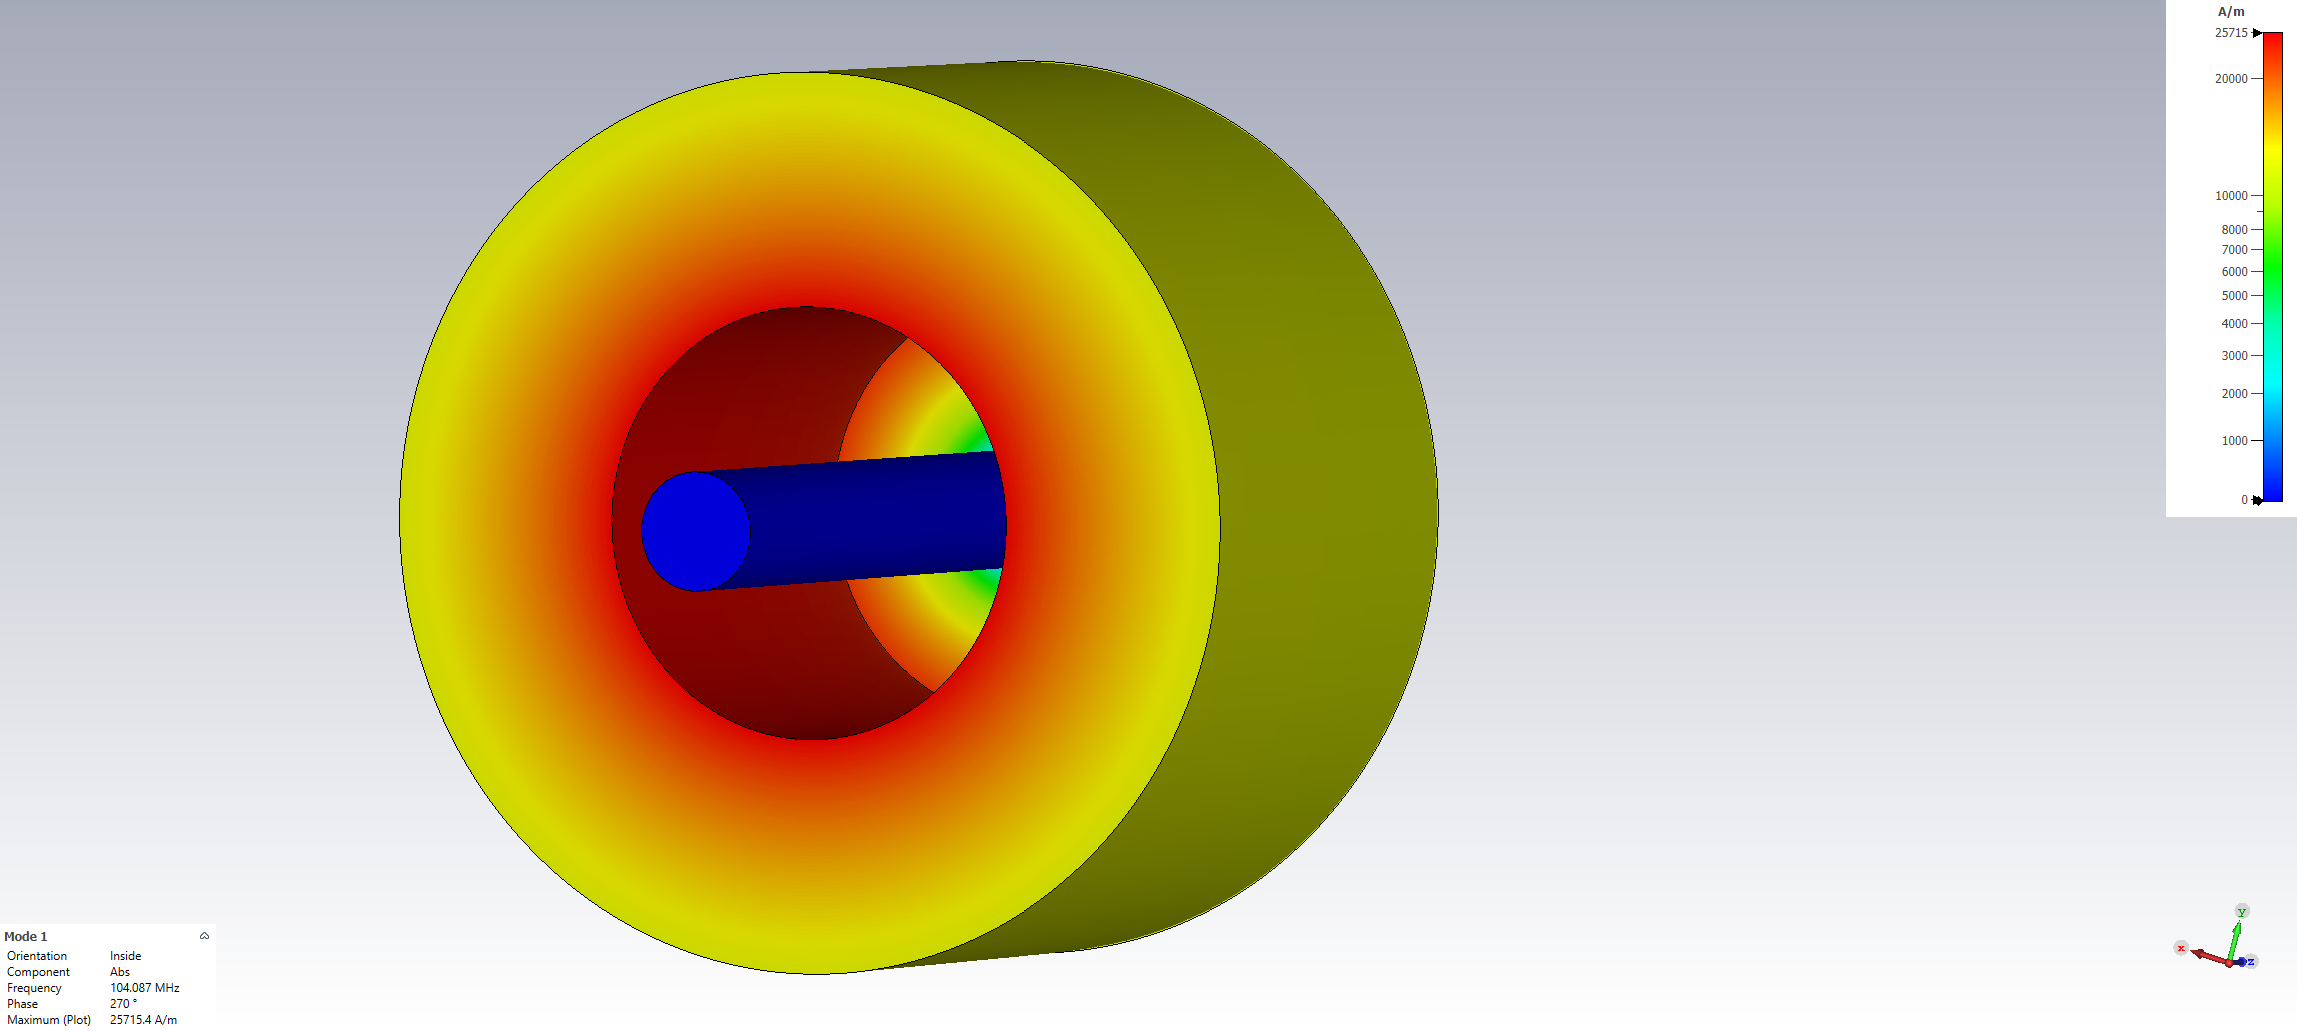 A/m
25715
20000
10000
8000
7000
6000
5000
4000
3000
2000
1000
0
y
x
z
Mode 1
Orientation Inside
Component Abs
Frequency 104.087 MHz
Phase 270 °
Maximum (Plot) 25715.4 A/m